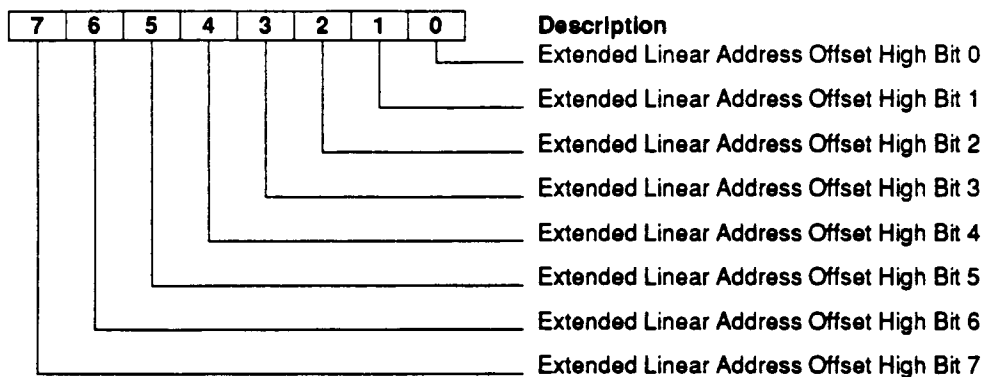 7 6 5 4 3 2 1 0 Description
Extended Linear Address Offset High Bit 0
Extended Linear Address Offset High Bit 1
Extended Linear Address Offset High Bit 2
Extended Linear Address Offset High Bit 3
Extended Linear Address Offset High Bit 4
Extended Linear Address Offset High Bit 5
Extended Linear Address Offset High Bit 6
Extended Linear Address Offset High Bit 7